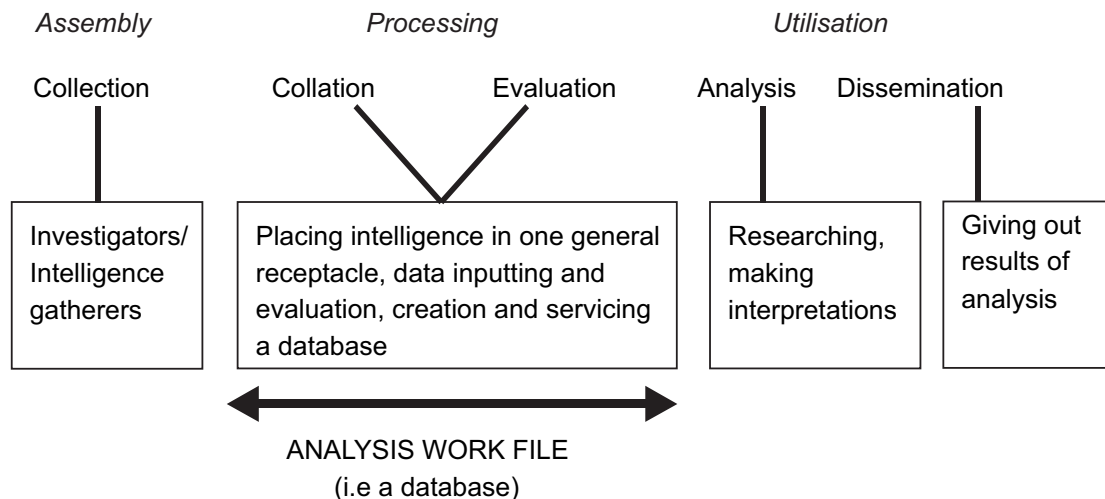 Assembly
Processing
Utilisation
Collection
Collation
Evaluation
Analysis
Dissemination
Investigators/
Intelligence
gatherers
Placing intelligence in one general
receptacle, data inputting and
evaluation, creation and servicing
a database
Researching,
making
interpretations
Giving out
results of
analysis
ANALYSIS WORK FILE
(i.e a database)